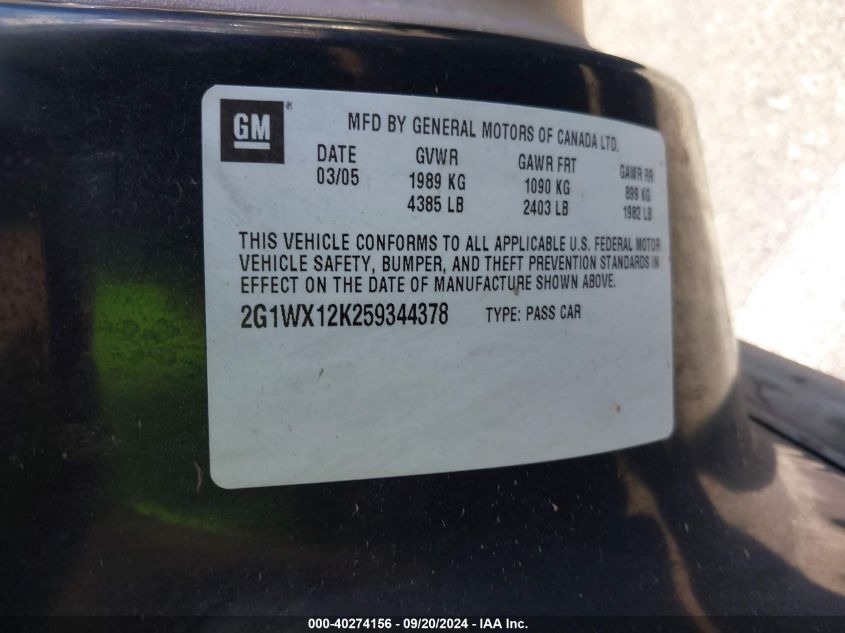 GM ® MFD BY GENERAL MOTORS OF CANADA LTD.
DATE GVWR GAWR FRT GAWR RR
03/05 1989 KG 1090 KG 899 KG
4385 LB 2403 LB 1982 LB
THIS VEHICLE CONFORMS TO ALL APPLICABLE U.S. FEDERAL MOTOR
VEHICLE SAFETY, BUMPER, AND THEFT PREVENTION STANDARDS IN
EFFECT ON THE DATE OF MANUFACTURE SHOWN ABOVE.
2G1WX12K259344378 TYPE: PASS CAR
000-40274156 - 09/20/2024 - IAA Inc.